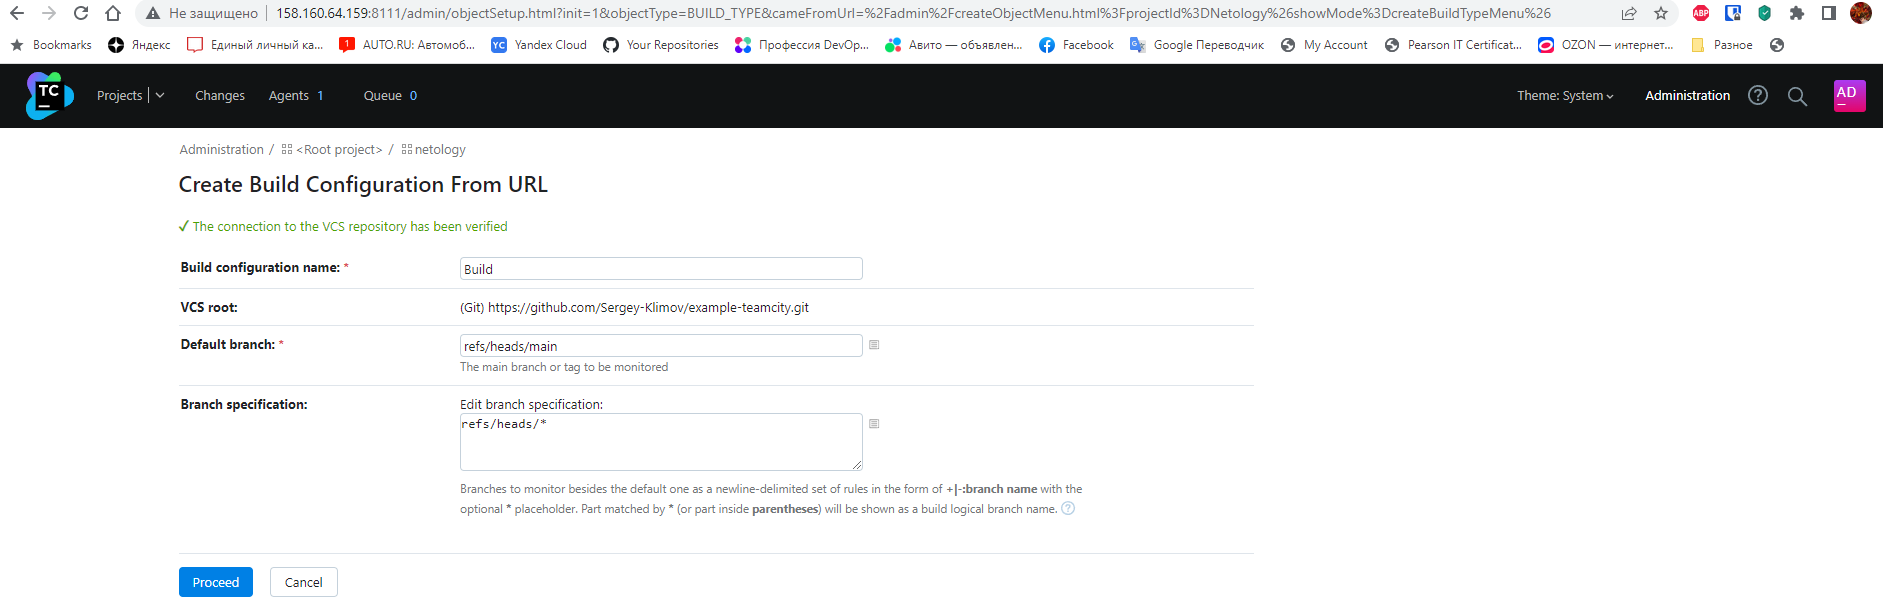 Не защищено 158.160.64.159:8111/admin/objectSetup.html?init=1&objectType=BUILD_TYPE&cameFromUrl=%2Fadmin%2FcreateObjectMenu.html%3FprojectId%3DNetology%26showMode%3DcreateBuildTypeMenu%26 ABP
Bookmarks Яндекс Единый личный ка... 1 AUTO.RU: Автомоб... YC Yandex Cloud Your Repositories Профессия DevOp... Авито — объявлен... Facebook Google Переводчик My Account Pearson IT Certificat... OZON — интернет... Разное
TC Projects Changes Agents 1 Queue 0 Theme: System Administration ? AD
Administration / <Root project> / netology
Create Build Configuration From URL
✓ The connection to the VCS repository has been verified
Build configuration name: * Build
VCS root: (Git) https://github.com/Sergey-Klimov/example-teamcity.git
Default branch: * refs/heads/main
The main branch or tag to be monitored
Branch specification: Edit branch specification:
refs/heads/*
Branches to monitor besides the default one as a newline-delimited set of rules in the form of +|-:branch name with the
optional * placeholder. Part matched by * (or part inside parentheses) will be shown as a build logical branch name. ?
Proceed Cancel